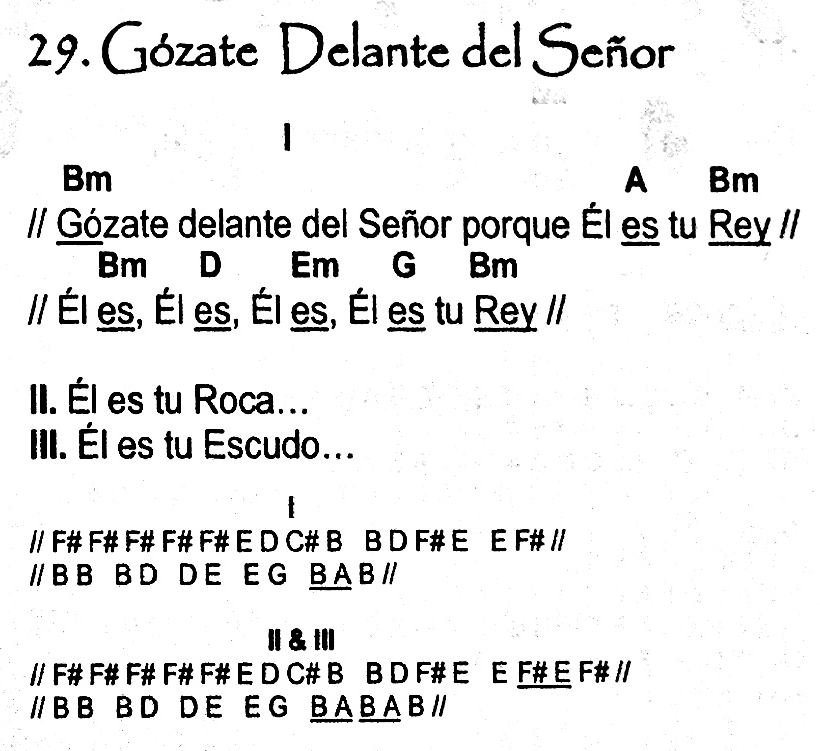 29. Gózate Delante del Señor
I
Bm A Bm
// Gózate delante del Señor porque Él es tu Rey //
Bm D Em G Bm
// Él es, Él es, Él es, Él es tu Rey //
II. Él es tu Roca...
III. Él es tu Escudo...
I
// F# F# F# F# F# E D C# B B D F# E E F# //
// B B B D D E E G B A B //
II & III
// F# F# F# F# F# E D C# B B D F# E E F# E F# //
// B B B D D E E G B A B A B //